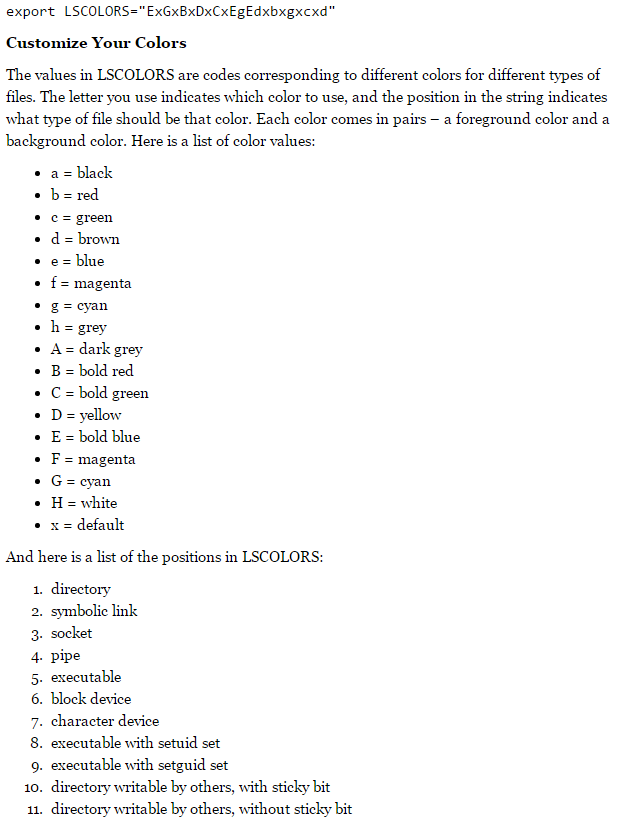 export LSCOLORS="ExGxBxDxCxEgEdxbxgxcxd"
Customize Your Colors
The values in LSCOLORS are codes corresponding to different colors for different types of
files. The letter you use indicates which color to use, and the position in the string indicates
what type of file should be that color. Each color comes in pairs – a foreground color and a
background color. Here is a list of color values:
• a = black
• b = red
• c = green
• d = brown
• e = blue
• f = magenta
• g = cyan
• h = grey
• A = dark grey
• B = bold red
• C = bold green
• D = yellow
• E = bold blue
• F = magenta
• G = cyan
• H = white
• x = default
And here is a list of the positions in LSCOLORS:
1. directory
2. symbolic link
3. socket
4. pipe
5. executable
6. block device
7. character device
8. executable with setuid set
9. executable with setguid set
10. directory writable by others, with sticky bit
11. directory writable by others, without sticky bit